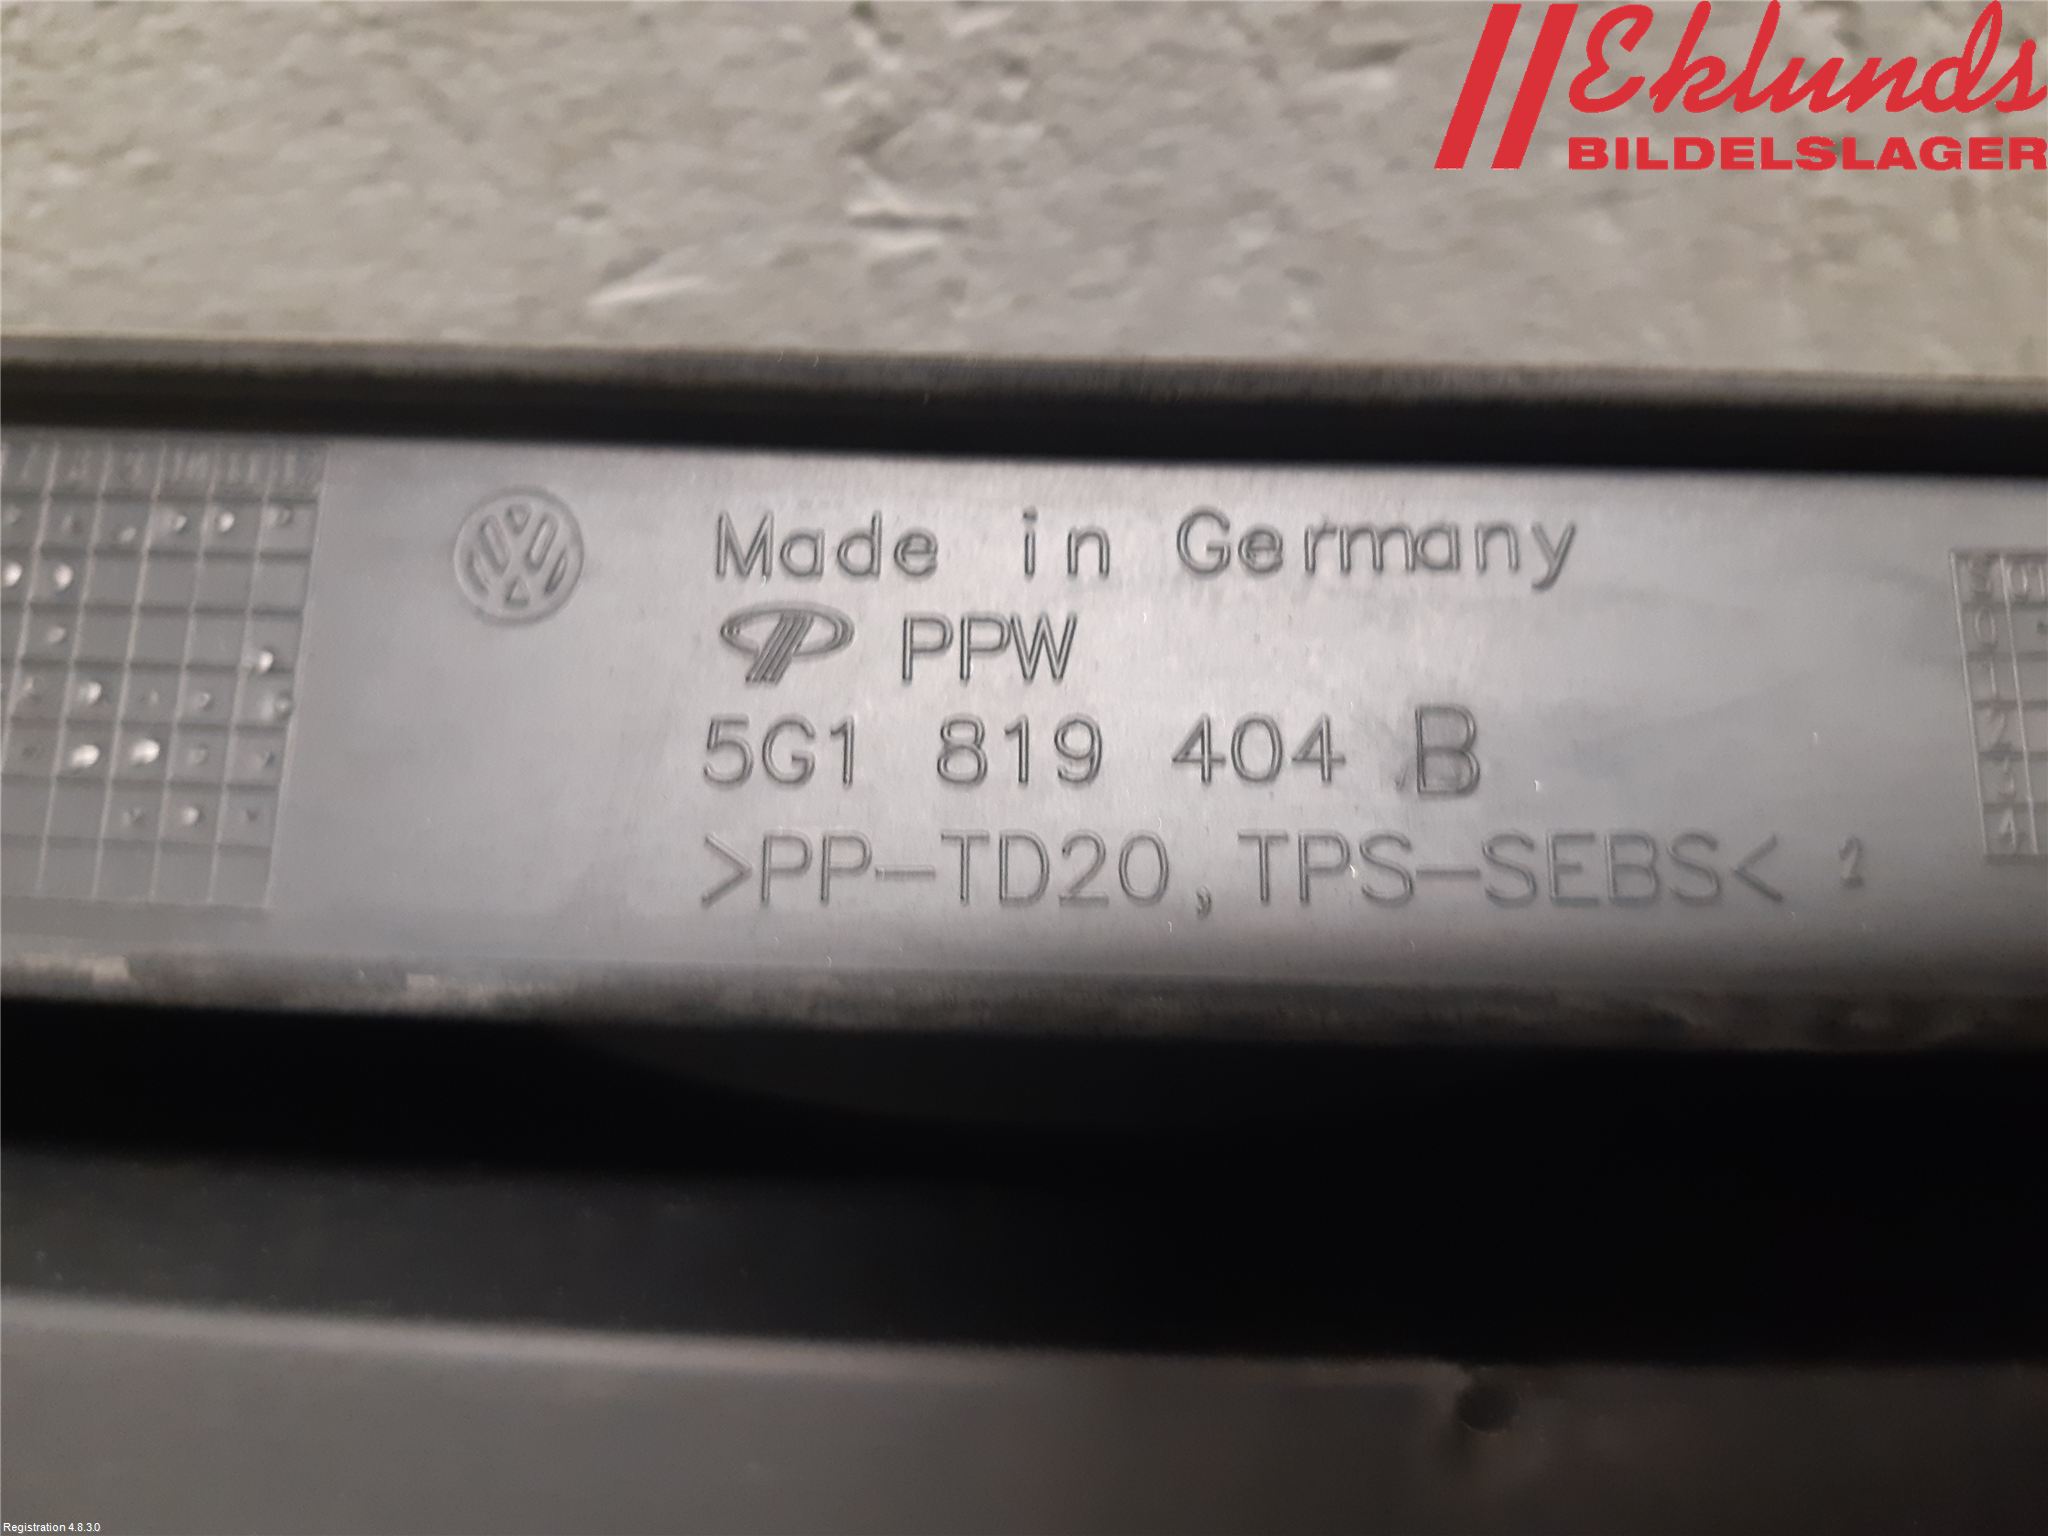 Eklunds
BILDELSLAGER
Made in Germany
PPW
5G1 819 404 B
>PP-TD20, TPS-SEBS<
Registration 4.8.3.0